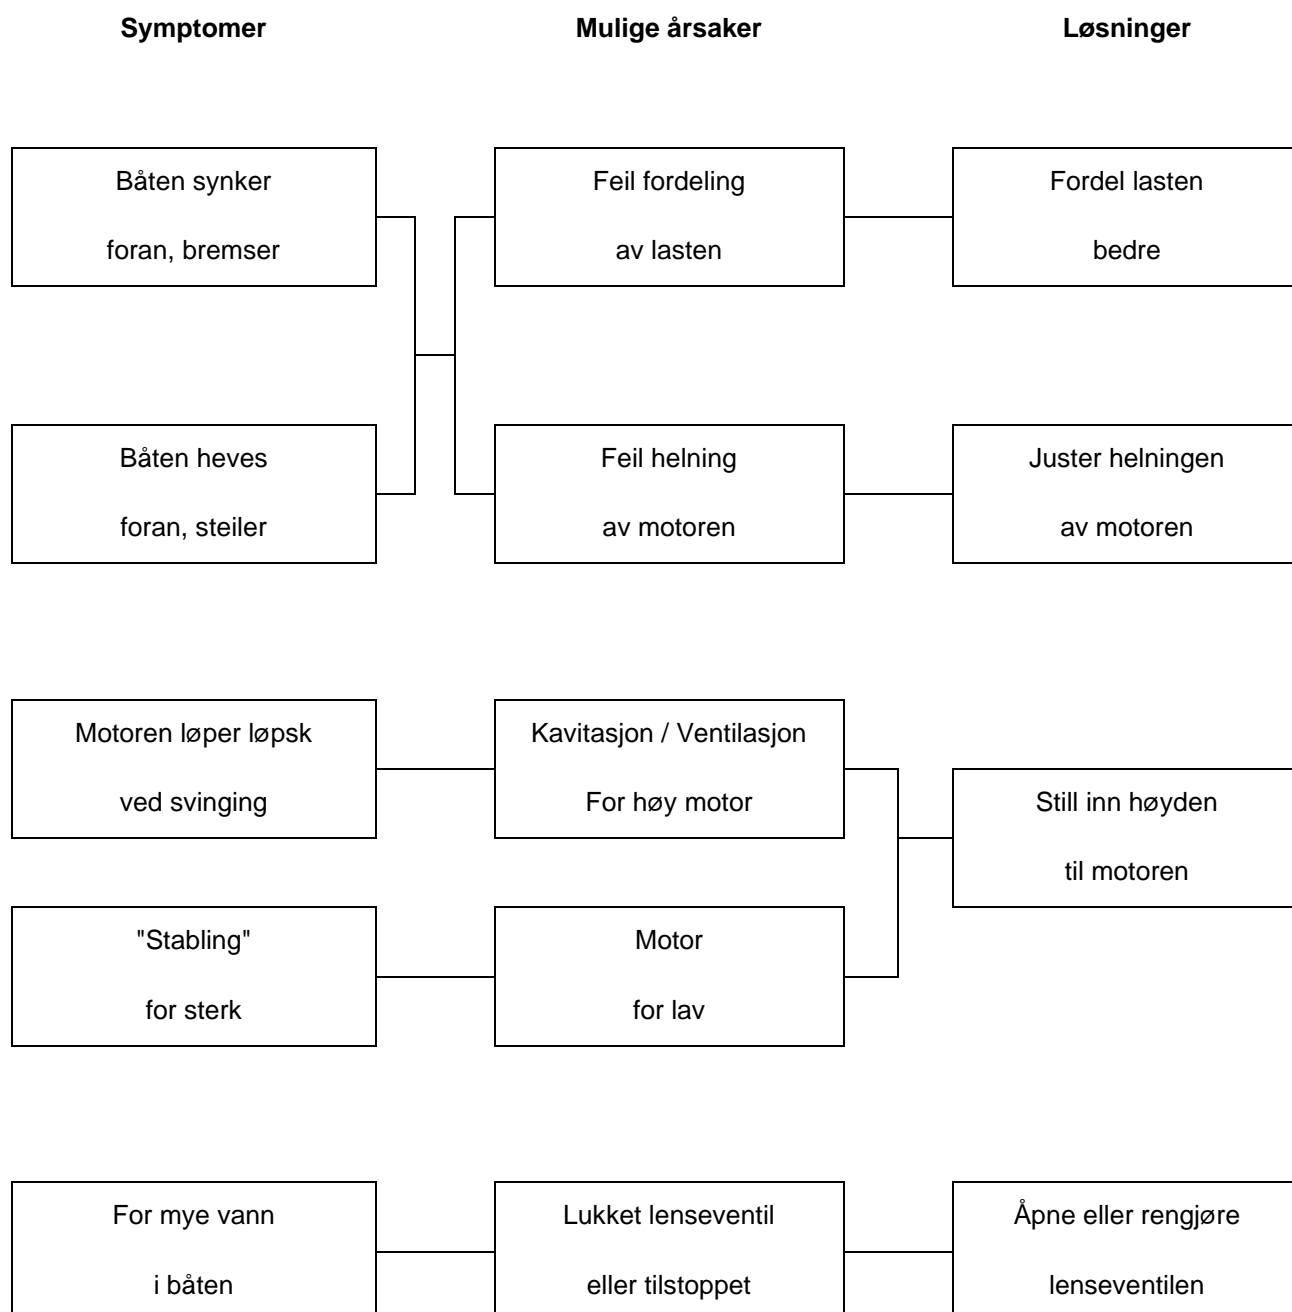 Symptomer
Mulige årsaker
Løsninger
Båten synker
foran, bremser
Feil fordeling
av lasten
Fordel lasten
bedre
Båten heves
foran, steiler
Feil helning
av motoren
Juster helningen
av motoren
Motoren løper løpsk
ved svinging
Kavitasjon / Ventilasjon
For høy motor
Still inn høyden
til motoren
"Stabling"
for sterk
Motor
for lav
For mye vann
i båten
Lukket lenseventil
eller tilstoppet
Åpne eller rengjøre
lenseventilen